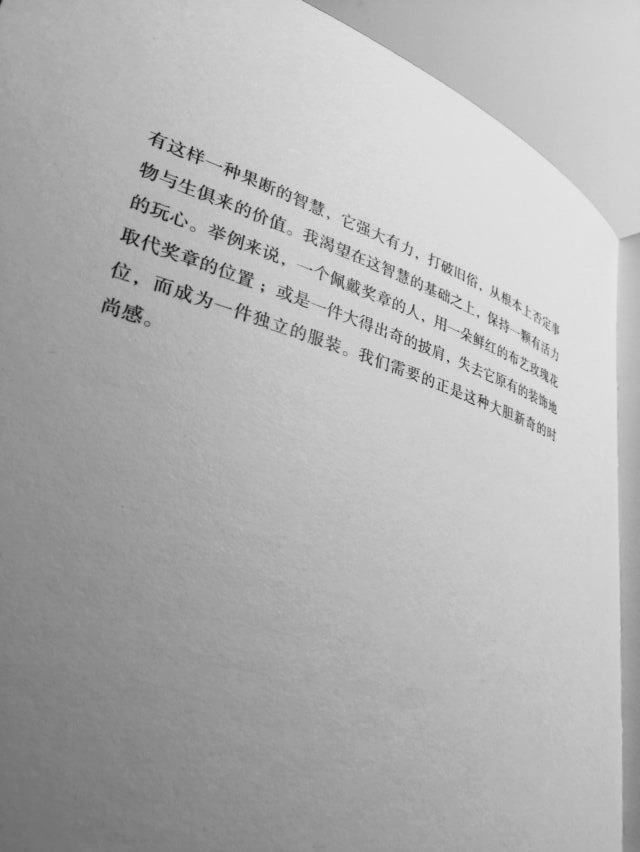 有这样一种果断的智慧，它强大有力，打破旧俗，从根本上否定事
物与生俱来的价值。我渴望在这智慧的基础之上，保持一颗有活力
的玩心。举例来说，一个佩戴奖章的人，用一朵鲜红的布艺玫瑰花
取代奖章的位置；或是一件大得出奇的披肩，失去它原有的装饰地
位，而成为一件独立的服装。我们需要的正是这种大胆新奇的时
尚感。